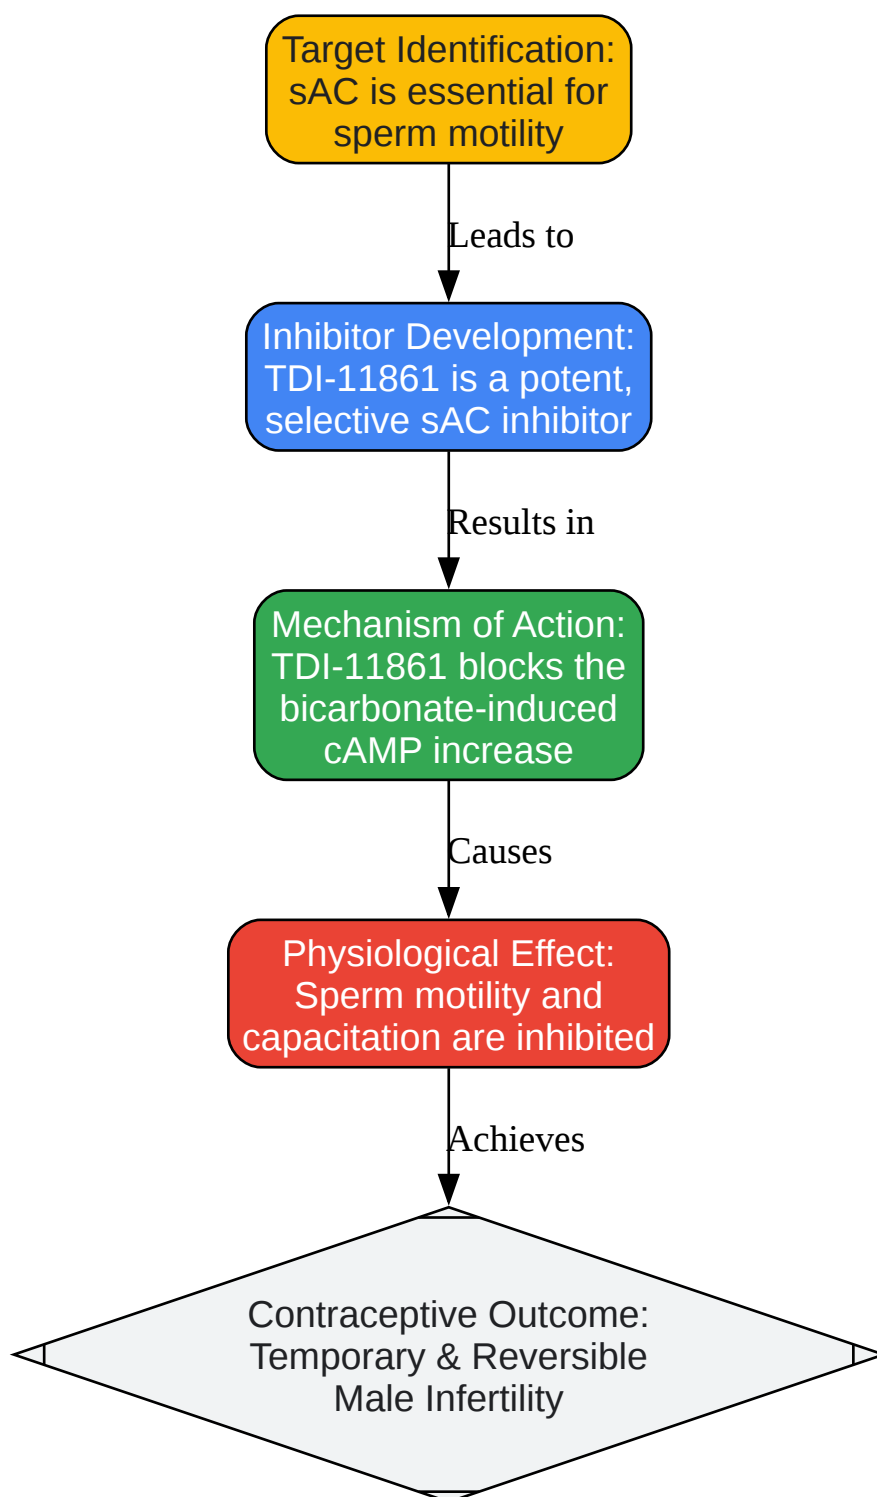 Target Identification:
sAC is essential for
sperm motility
Leads to
Inhibitor Development:
TDI-11861 is a potent,
selective sAC inhibitor
Results in
Mechanism of Action:
TDI-11861 blocks the
bicarbonate-induced
cAMP increase
Causes
Physiological Effect:
Sperm motility and
capacitation are inhibited
Achieves
Contraceptive Outcome:
Temporary & Reversible
Male Infertility